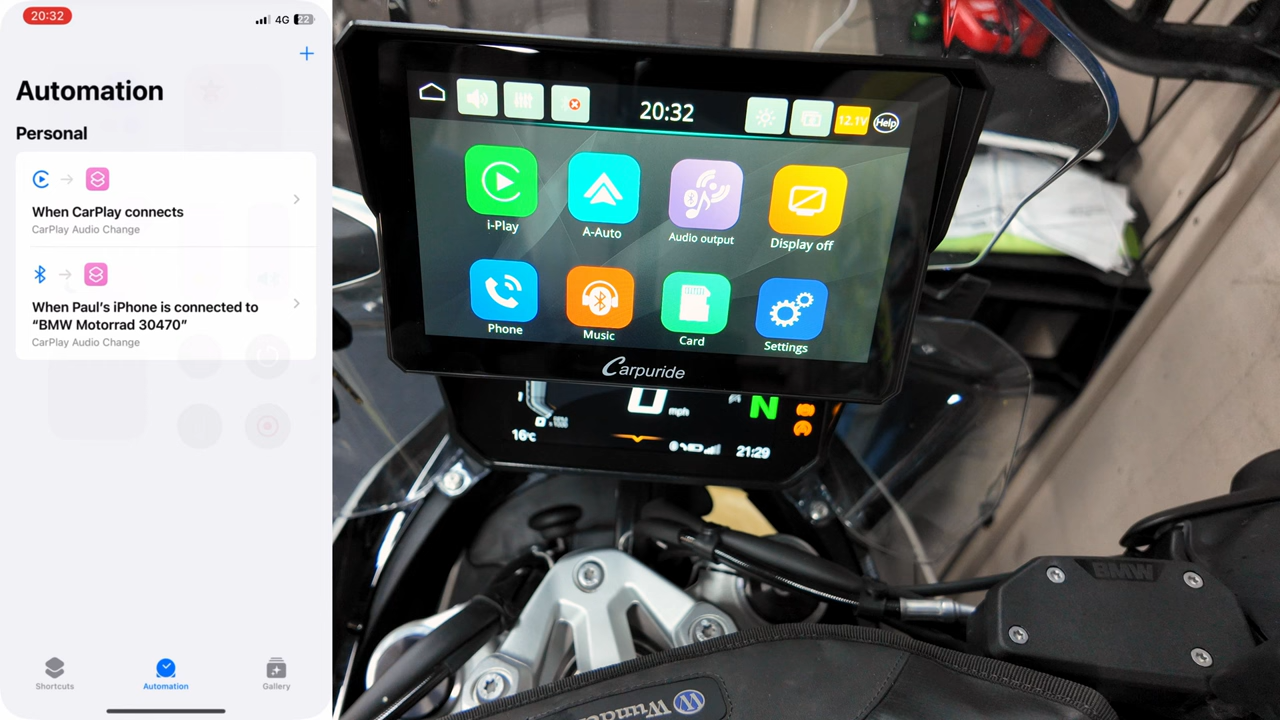 20:32
4G 22
Automation
Personal
When CarPlay connects
CarPlay Audio Change
When Paul's iPhone is connected to
“BMW Motorrad 30470”
CarPlay Audio Change
Shortcuts
Automation
Gallery
20:32
12.1V
Help
i-Play
A-Auto
Audio output
Display off
Phone
Music
Card
Settings
Carpuride
0 mph
N
16°C
21:29
BMW
Wunde